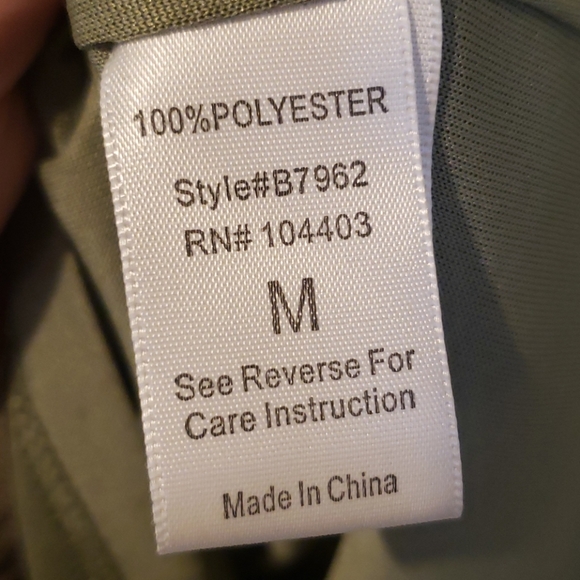 100%POLYESTER
Style#B7962
RN# 104403
M
See Reverse For
Care Instruction
Made In China